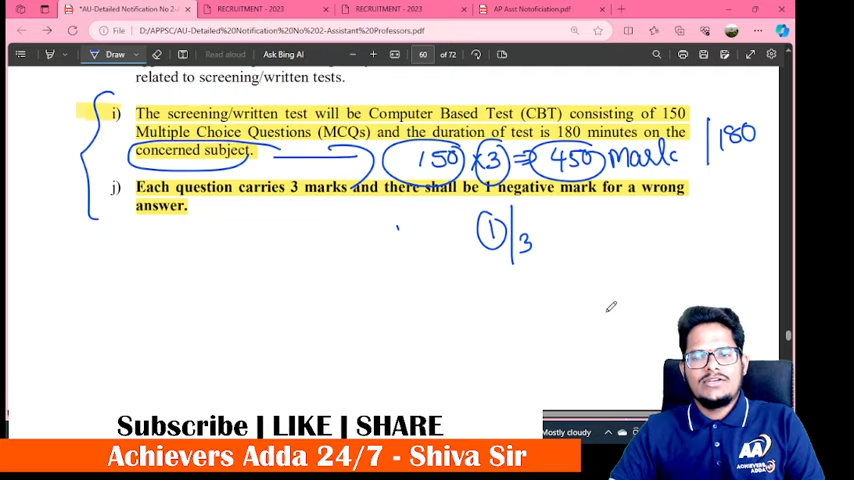 *AU-Detailed Notification No 2-
RECRUITMENT - 2023
RECRUITMENT - 2023
AP Asst Notofociation.pdf
File
D:/APPSC/AU-Detailed%20Notification%20No%202-Assistant%20Professors.pdf
Draw
Read aloud
Ask Bing AI
60 of 72
related to screening/written tests.
i) The screening/written test will be Computer Based Test (CBT) consisting of 150
Multiple Choice Questions (MCQs) and the duration of test is 180 minutes on the
concerned subject.
150 × 3 => 450 mark | 180
j) Each question carries 3 marks and there shall be 1 negative mark for a wrong
answer.
1 | 3
Subscribe | LIKE | SHARE
Mostly cloudy
Achievers Adda 24/7 - Shiva Sir
AA
ACHIEVERS
ADDA